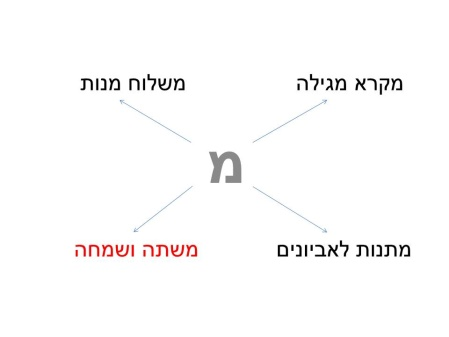 מקרא מגילה
משלוח מנות
מ
מתנות לאביונים
משתה ושמחה